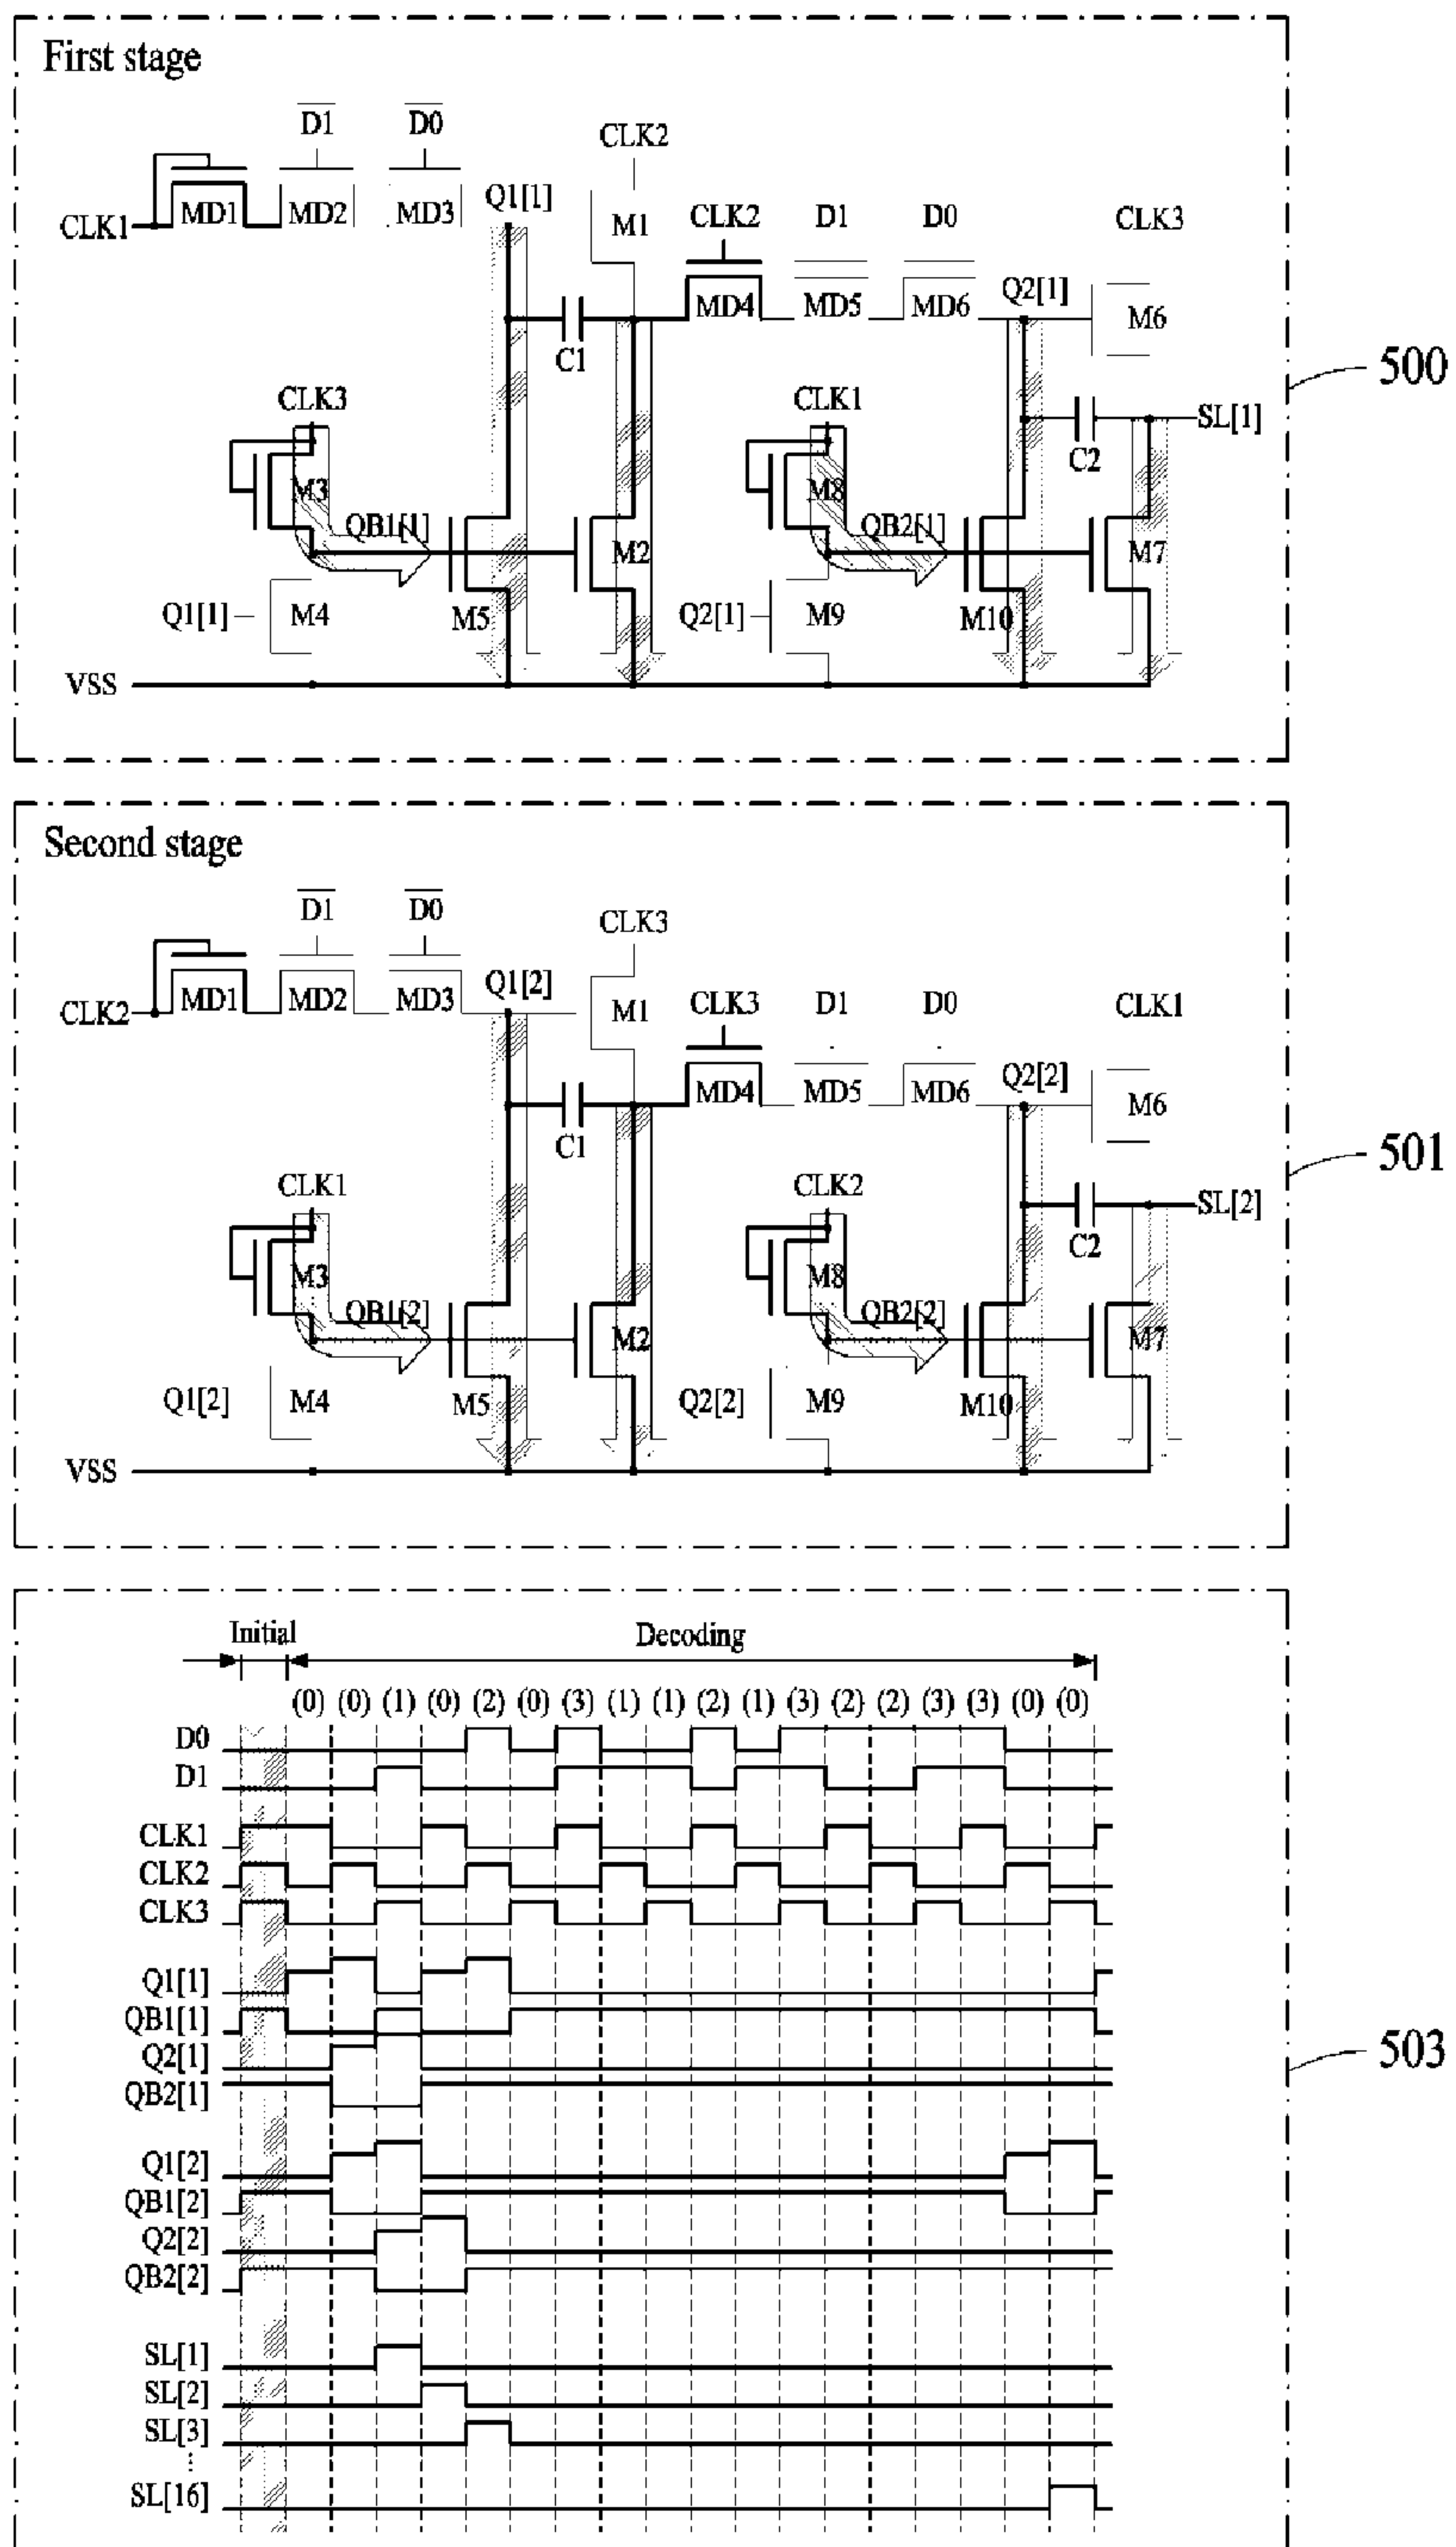 First stage
D1 D0
CLK2
CLK1 MD1 MD2 MD3 Q1[1] M1 CLK2 D1 D0 CLK3
MD4 MD5 MD6 Q2[1] M6
C1
500
CLK3 CLK1 SL[1]
C2
M3 M8
QB1[1] QB2[1]
M2 M7
Q1[1] M4 M5 Q2[1] M9 M10
VSS
Second stage
D1 D0
CLK3
CLK2 MD1 MD2 MD3 Q1[2] M1 CLK3 D1 D0 CLK1
MD4 MD5 MD6 Q2[2] M6
C1
501
CLK1 CLK2 SL[2]
C2
M3 M8
QB1[2] QB2[2]
M2 M7
Q1[2] M4 M5 Q2[2] M9 M10
VSS
Initial Decoding
(0) (0) (1) (0) (2) (0) (3) (1) (1) (2) (1) (3) (2) (2) (3) (3) (0) (0)
D0
D1
CLK1
CLK2
CLK3
Q1[1]
QB1[1]
Q2[1]
503
QB2[1]
Q1[2]
QB1[2]
Q2[2]
QB2[2]
SL[1]
SL[2]
SL[3]
⋮
SL[16]